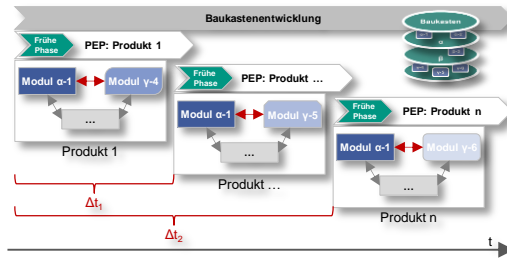 Baukastenentwicklung
Baukasten
α
β
Frühe
Phase
PEP: Produkt 1
Modul α-1
Modul γ-4
...
Produkt 1
Frühe
Phase
PEP: Produkt ...
Modul α-1
Modul γ-5
...
Produkt ...
Frühe
Phase
PEP: Produkt n
Modul α-1
Modul γ-6
...
Produkt n
Δt1
Δt2
t